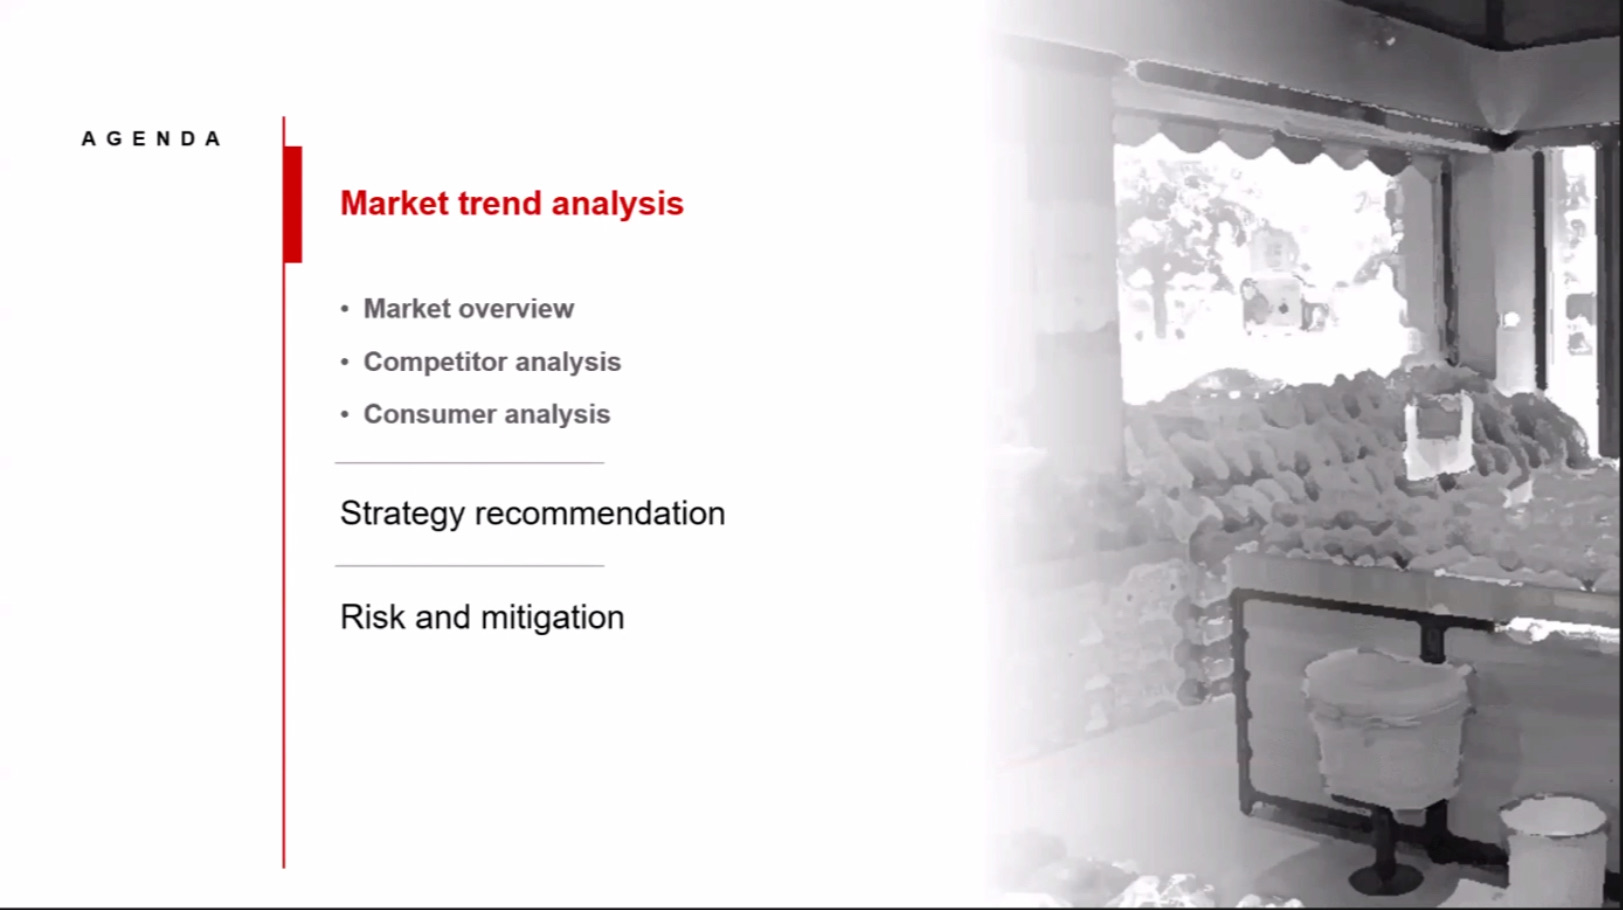 AGENDA
Market trend analysis
• Market overview
• Competitor analysis
• Consumer analysis
Strategy recommendation
Risk and mitigation